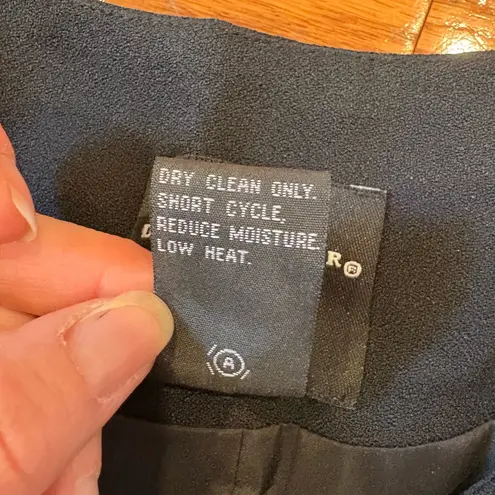 DRY CLEAN ONLY.
SHORT CYCLE.
REDUCE MOISTURE.
LOW HEAT.
R®
A